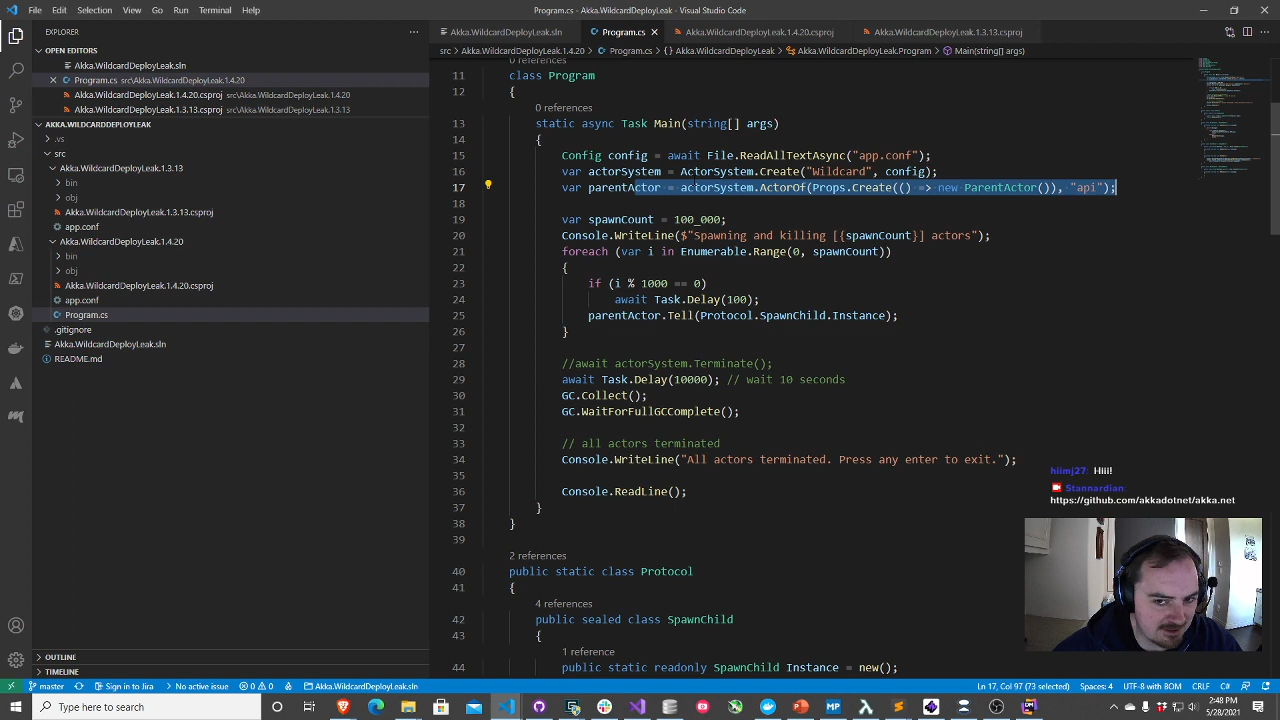 File Edit Selection View Go Run Terminal Help
Program.cs - Akka.WildcardDeployLeak - Visual Studio Code
EXPLORER
OPEN EDITORS
Akka.WildcardDeployLeak.sln
Program.cs src\Akka.WildcardDeployLeak.1.4.20
Akka.WildcardDeployLeak.1.4.20.csproj src\Akka.WildcardDeployLeak.1.4.20
Akka.WildcardDeployLeak.1.3.13.csproj src\Akka.WildcardDeployLeak.1.3.13
AKKA.WILDCARDDEPLOYLEAK
.vs
src
Akka.WildcardDeployLeak.1.3.13
bin
obj
Akka.WildcardDeployLeak.1.3.13.csproj
app.conf
Akka.WildcardDeployLeak.1.4.20
bin
obj
Akka.WildcardDeployLeak.1.4.20.csproj
app.conf
Program.cs
.gitignore
Akka.WildcardDeployLeak.sln
README.md
OUTLINE
TIMELINE
Akka.WildcardDeployLeak.sln
Program.cs
Akka.WildcardDeployLeak.1.4.20.csproj
Akka.WildcardDeployLeak.1.3.13.csproj
src > Akka.WildcardDeployLeak.1.4.20 > Program.cs > {} Akka.WildcardDeployLeak > Akka.WildcardDeployLeak.Program > Main(string[] args)
0 references
11 class Program
12 {
0 references
13 static async Task Main(string[] args)
14 {
15 Config config = await File.ReadAllTextAsync("app.conf");
16 var actorSystem = ActorSystem.Create("Wildcard", config);
17 var parentActor = actorSystem.ActorOf(Props.Create(() => new ParentActor()), "api");
18
19 var spawnCount = 100_000;
20 Console.WriteLine($"Spawning and killing [{spawnCount}] actors");
21 foreach (var i in Enumerable.Range(0, spawnCount))
22 {
23 if (i % 1000 == 0)
24 await Task.Delay(100);
25 parentActor.Tell(Protocol.SpawnChild.Instance);
26 }
27
28 //await actorSystem.Terminate();
29 await Task.Delay(10000); // wait 10 seconds
30 GC.Collect();
31 GC.WaitForFullGCComplete();
32
33 // all actors terminated
34 Console.WriteLine("All actors terminated. Press any enter to exit.");
35
36 Console.ReadLine();
37 }
38 }
39
2 references
40 public static class Protocol
41 {
4 references
42 public sealed class SpawnChild
43 {
1 reference
44 public static readonly SpawnChild Instance = new();
hiimj27: Hiii!
Stannardian:
https://github.com/akkadotnet/akka.net
master Sign in to Jira No active issue 0 0 Akka.WildcardDeployLeak.sln
Ln 17, Col 97 (73 selected) Spaces: 4 UTF-8 with BOM CRLF C#
Type here to search
2:48 PM
5/28/2021